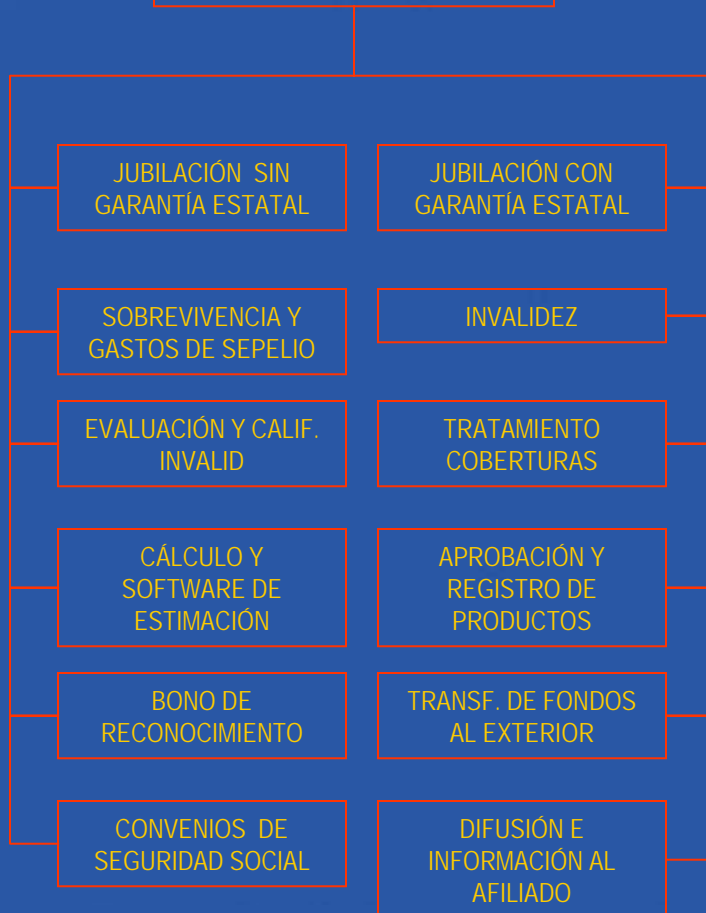 JUBILACIÓN SIN
GARANTÍA ESTATAL
JUBILACIÓN CON
GARANTÍA ESTATAL
SOBREVIVENCIA Y
GASTOS DE SEPELIO
INVALIDEZ
EVALUACIÓN Y CALIF.
INVALID
TRATAMIENTO
COBERTURAS
CÁLCULO Y
SOFTWARE DE
ESTIMACIÓN
APROBACIÓN Y
REGISTRO DE
PRODUCTOS
BONO DE
RECONOCIMIENTO
TRANSF. DE FONDOS
AL EXTERIOR
CONVENIOS DE
SEGURIDAD SOCIAL
DIFUSIÓN E
INFORMACIÓN AL
AFILIADO